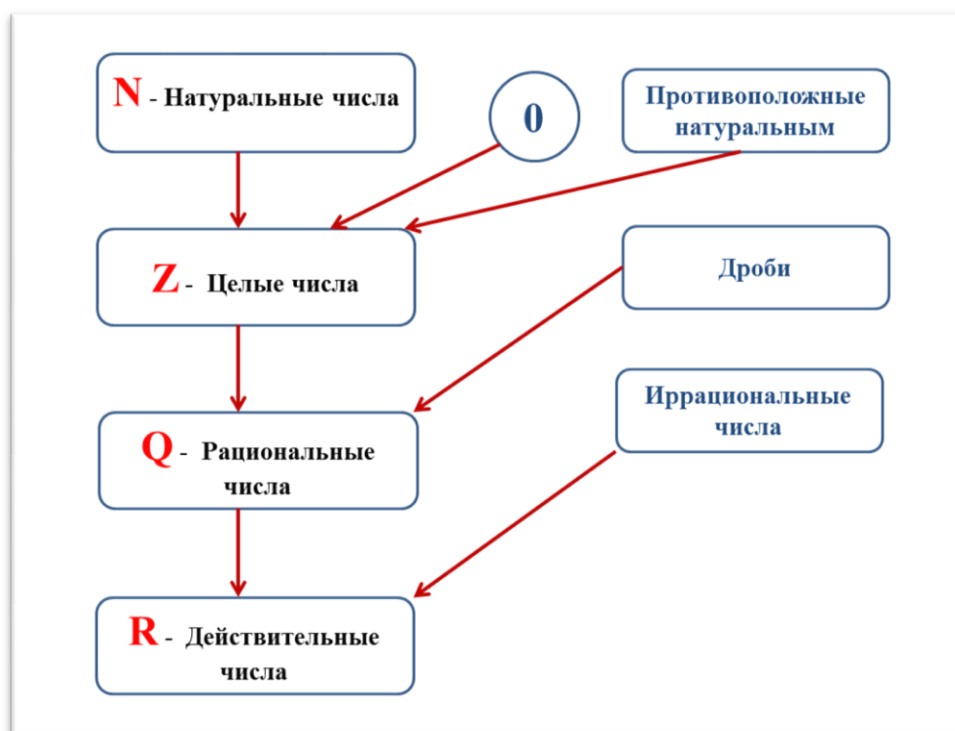 N - Натуральные числа
0
Противоположные
натуральным
Z - Целые числа
Дроби
Q - Рациональные
числа
Иррациональные
числа
R - Действительные
числа